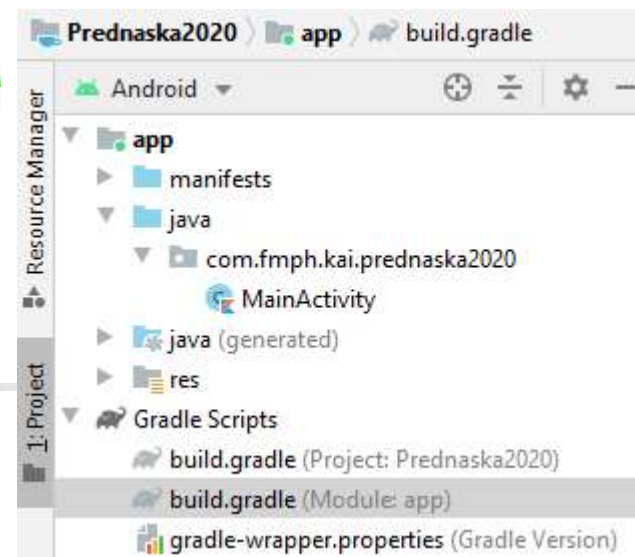 Prednaska2020 app build.gradle
Android
app
manifests
java
com.fmph.kai.prednaska2020
MainActivity
java (generated)
res
Gradle Scripts
build.gradle (Project: Prednaska2020)
build.gradle (Module: app)
gradle-wrapper.properties (Gradle Version)
Resource Manager
1: Project